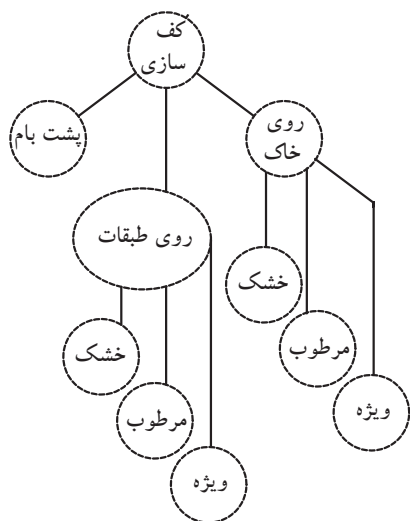 کف
سازی
روی
خاک
پشت بام
روی طبقات
خشک
مرطوب
ویژه
خشک
مرطوب
ویژه